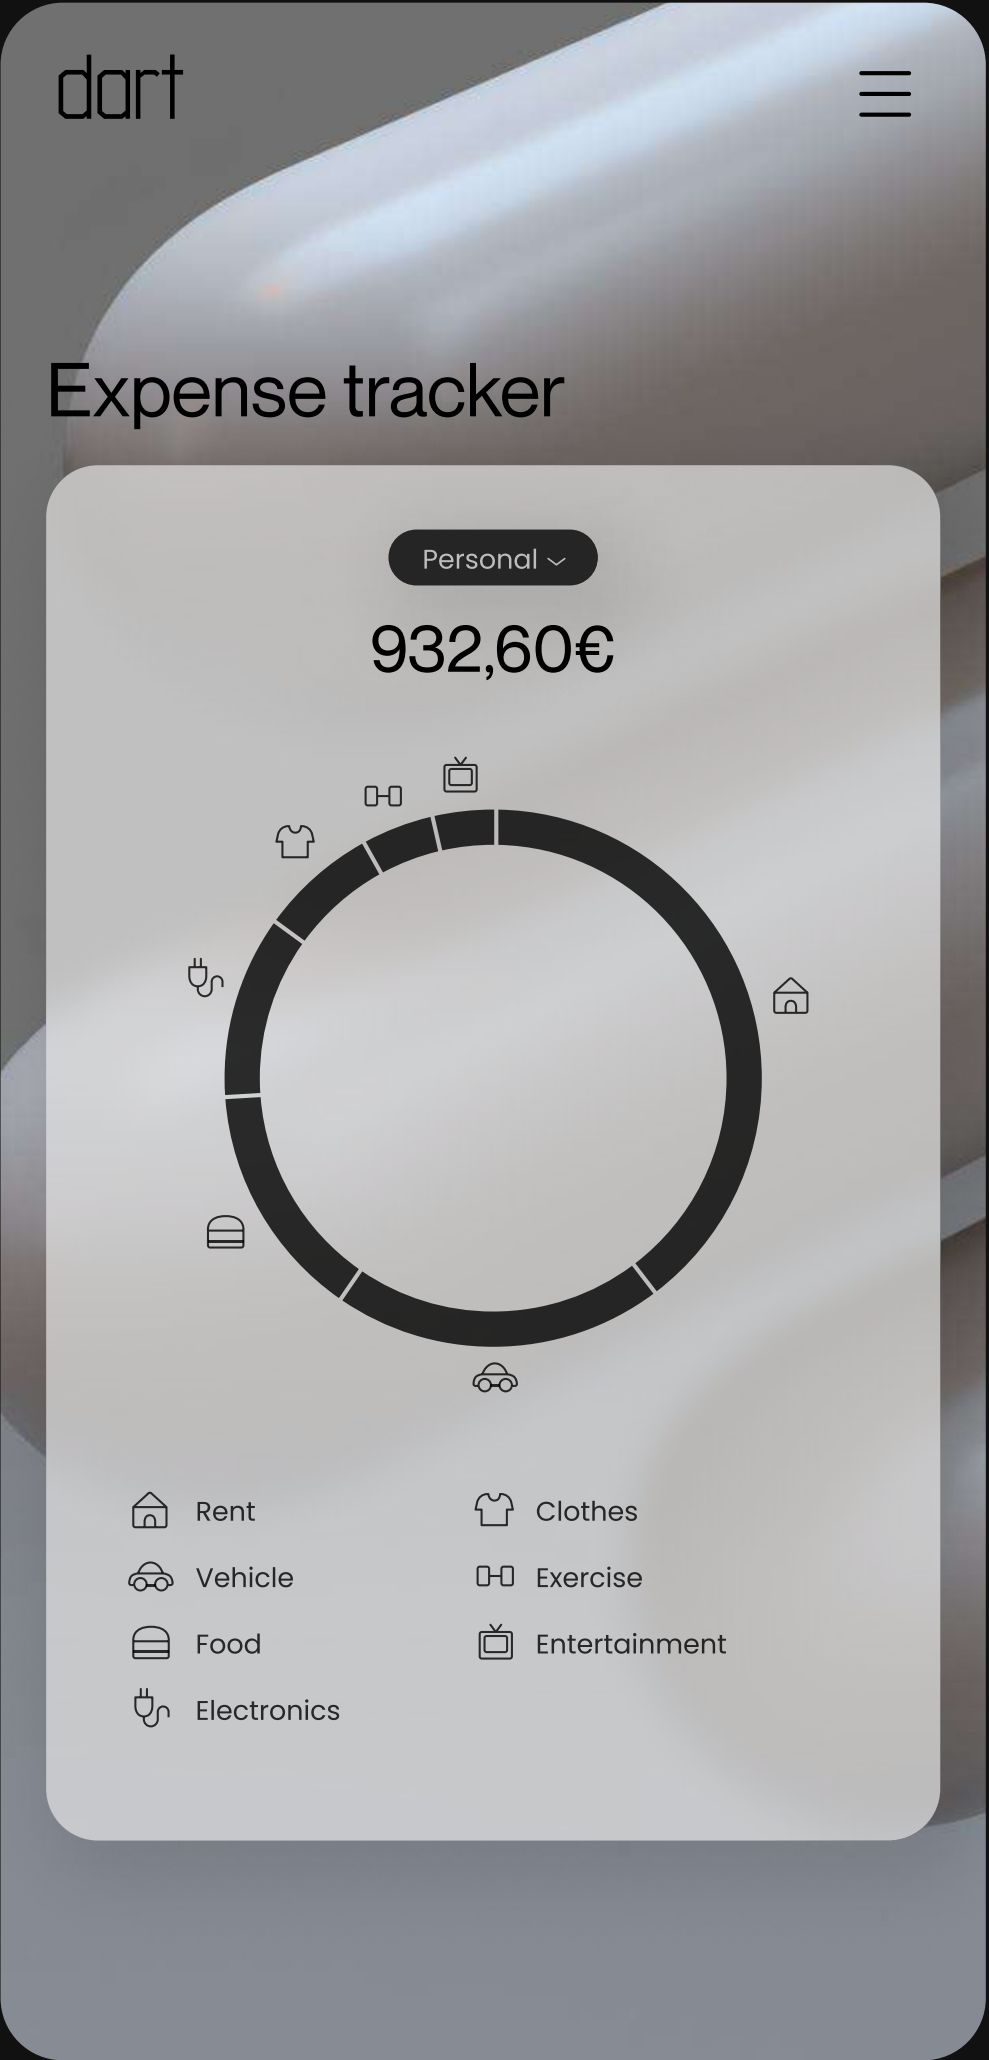 dart
Expense tracker
Personal
932,60€
Rent
Clothes
Vehicle
Exercise
Food
Entertainment
Electronics